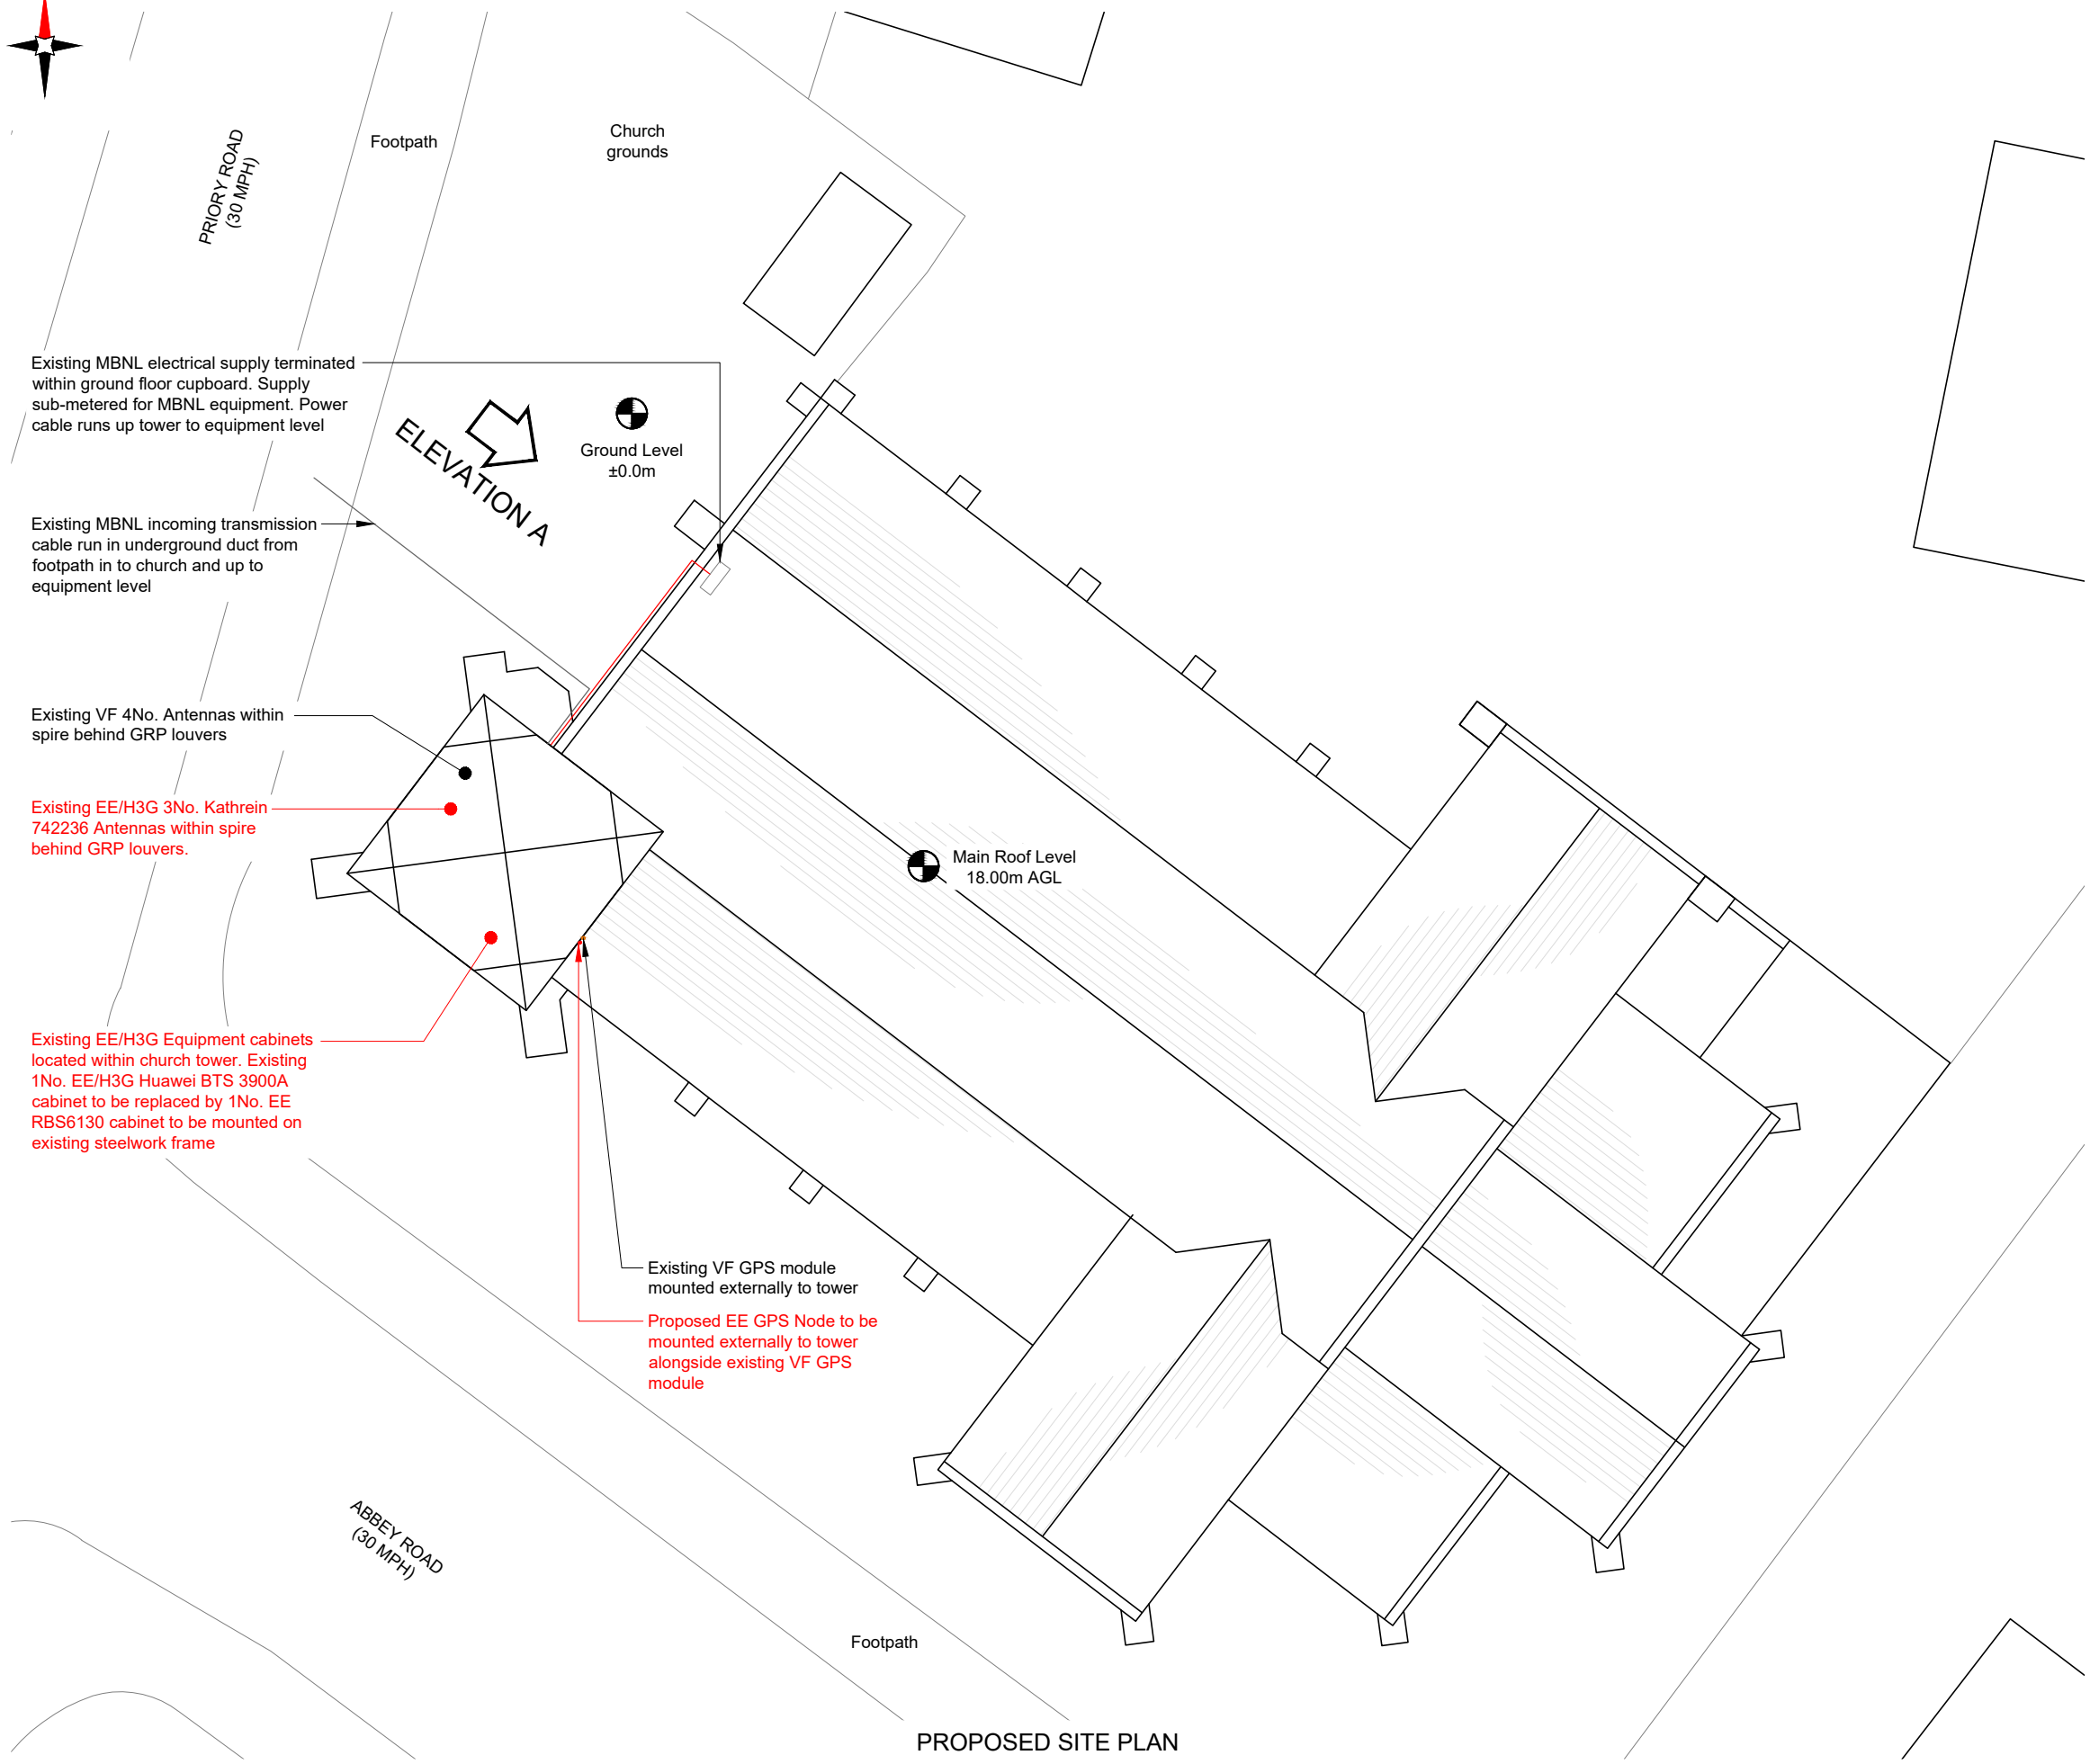 PRIORY ROAD
(30 MPH)
Footpath
Church
grounds
Existing MBNL electrical supply terminated
within ground floor cupboard. Supply
sub-metered for MBNL equipment. Power
cable runs up tower to equipment level
ELEVATION A
Ground Level
±0.0m
Existing MBNL incoming transmission
cable run in underground duct from
footpath in to church and up to
equipment level
Existing VF 4No. Antennas within
spire behind GRP louvers
Existing EE/H3G 3No. Kathrein
742236 Antennas within spire
behind GRP louvers.
Main Roof Level
18.00m AGL
Existing EE/H3G Equipment cabinets
located within church tower. Existing
1No. EE/H3G Huawei BTS 3900A
cabinet to be replaced by 1No. EE
RBS6130 cabinet to be mounted on
existing steelwork frame
Existing VF GPS module
mounted externally to tower
Proposed EE GPS Node to be
mounted externally to tower
alongside existing VF GPS
module
ABBEY ROAD
(30 MPH)
Footpath
PROPOSED SITE PLAN